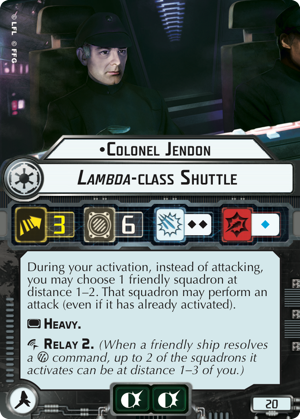 LFL © FFG
•COLONEL JENDON
LAMBDA-CLASS SHUTTLE
3
6
During your activation, instead of attacking,
you may choose 1 friendly squadron at
distance 1–2. That squadron may perform an
attack (even if it has already activated).
HEAVY.
RELAY 2. (When a friendly ship resolves
a command, up to 2 of the squadrons it
activates can be at distance 1–3 of you.)
20